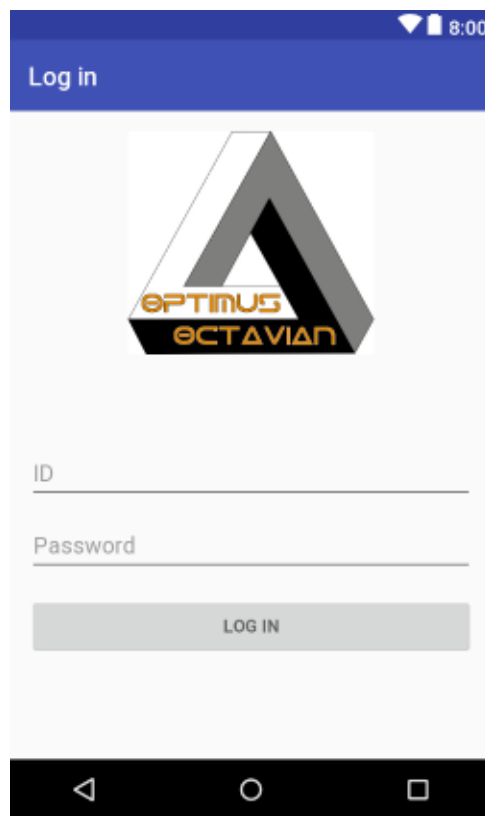 8:00
Log in
OPTIMUS
OCTAVIAN
ID
Password
LOG IN